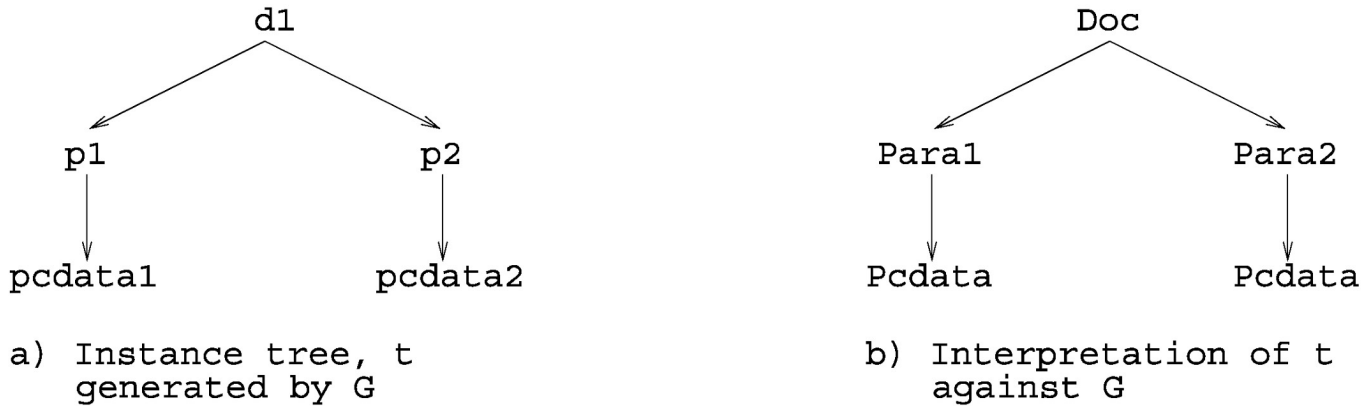 d1
p1 p2
pcdata1 pcdata2
a) Instance tree, t
generated by G
Doc
Para1 Para2
Pcdata Pcdata
b) Interpretation of t
against G